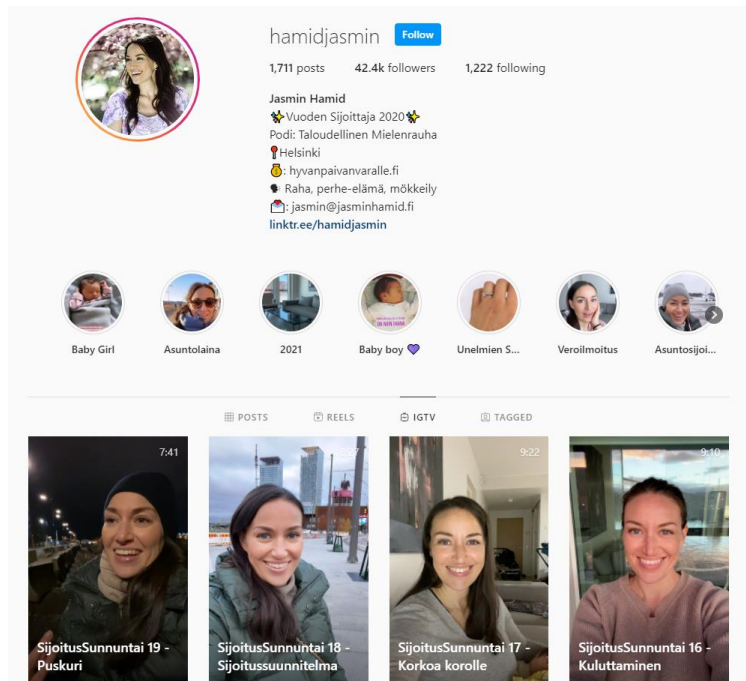 hamidjasmin Follow
1,711 posts 42.4k followers 1,222 following
Jasmin Hamid
✨Vuoden Sijoittaja 2020✨
Podi: Taloudellinen Mielenrauha
📍Helsinki
💰: hyvanpaivanvaralle.fi
🗣 Raha, perhe-elämä, mökkeily
📩: jasmin@jasminhamid.fi
linktr.ee/hamidjasmin
Baby Girl Asuntolaina 2021 Baby boy 💜 Unelmien S... Veroilmoitus Asuntosijoi...
POSTS REELS IGTV TAGGED
7:41 9:22 9:10
SijoitusSunnuntai 19 - SijoitusSunnuntai 18 - SijoitusSunnuntai 17 - SijoitusSunnuntai 16 -
Puskuri Sijoitussuunnitelma Korkoa korolle Kuluttaminen